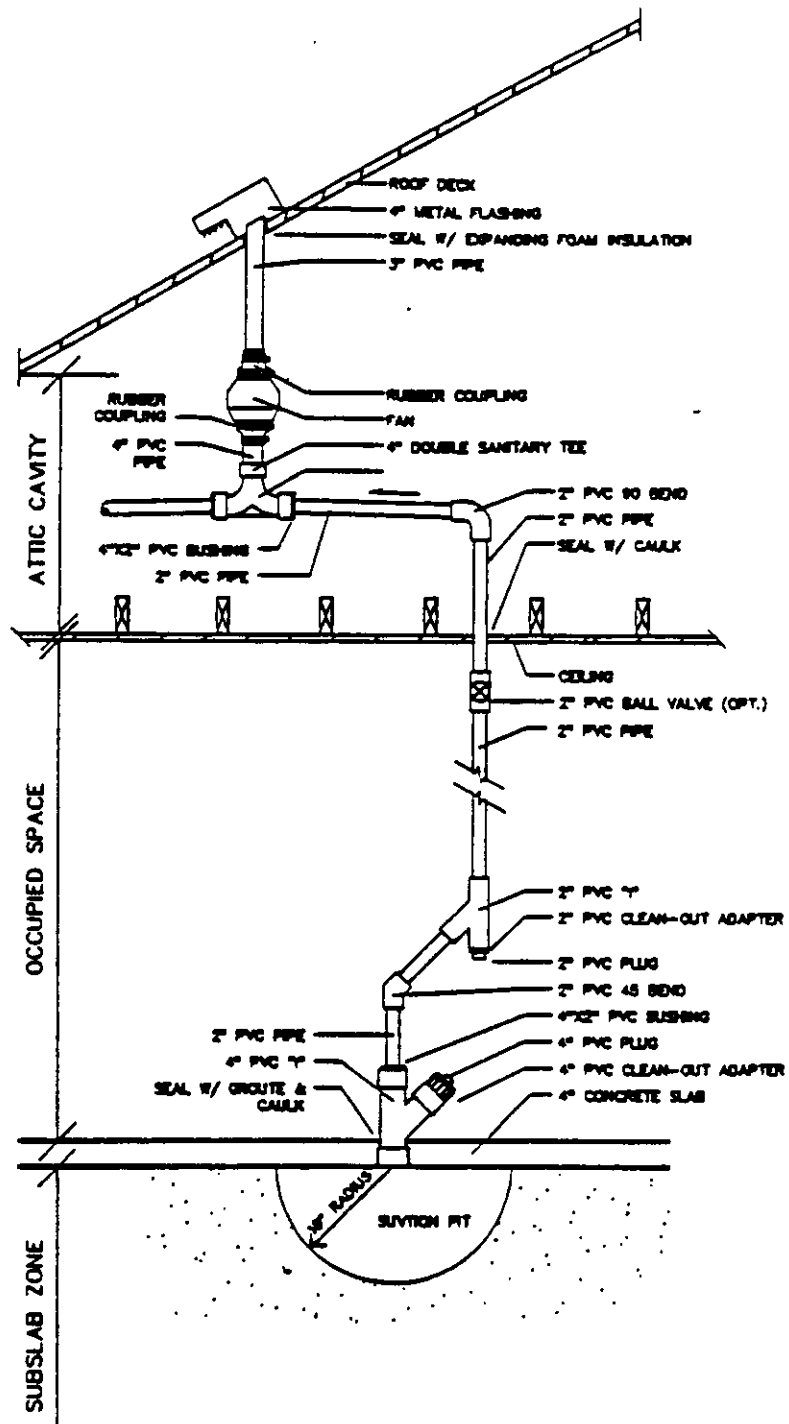 ROOF DECK
4" METAL FLASHING
SEAL W/ EXPANDING FOAM INSULATION
3" PVC PIPE
RUBBER COUPLING
RUBBER
COUPLING
FAN
4" PVC
PIPE
4" DOUBLE SANITARY TEE
2" PVC 90 BEND
2" PVC PIPE
4"X2" PVC BUSHING
SEAL W/ CAULK
2" PVC PIPE
ATTIC CAVITY
CEILING
2" PVC BALL VALVE (OPT.)
2" PVC PIPE
OCCUPIED SPACE
2" PVC "Y"
2" PVC CLEAN-OUT ADAPTER
2" PVC PLUG
2" PVC 45 BEND
2" PVC PIPE
4"X2" PVC BUSHING
4" PVC "Y"
4" PVC PLUG
SEAL W/ GROUTE &
CAULK
4" PVC CLEAN-OUT ADAPTER
4" CONCRETE SLAB
RADIUS
SUVTION PIT
SUBSLAB ZONE